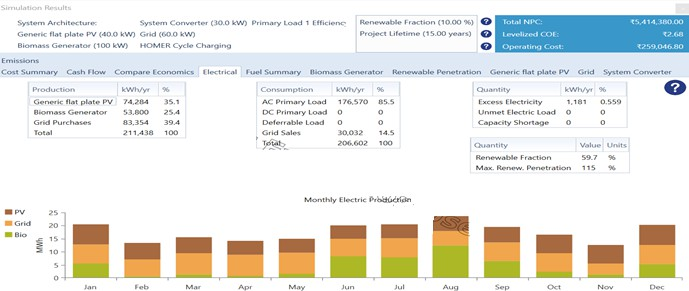 Simulation Results
System Architecture: System Converter (30.0 kW) Primary Load 1 Efficienc Renewable Fraction (10.00 %) Total NPC: ₹5,414,380.00
Generic flat plate PV (40.0 kW) Grid (60.0 kW) Project Lifetime (15.00 years) Levelized COE: ₹2.68
Biomass Generator (100 kW) HOMER Cycle Charging Operating Cost: ₹259,046.80
Emissions
Cost Summary Cash Flow Compare Economics Electrical Fuel Summary Biomass Generator Renewable Penetration Generic flat plate PV Grid System Converter
Production kWh/yr %
Generic flat plate PV 74,284 35.1
Biomass Generator 53,800 25.4
Grid Purchases 83,354 39.4
Total 211,438 100
Consumption kWh/yr %
AC Primary Load 176,570 85.5
DC Primary Load 0 0
Deferrable Load 0 0
Grid Sales 30,032 14.5
Total 206,602 100
Quantity kWh/yr %
Excess Electricity 1,181 0.559
Unmet Electric Load 0 0
Capacity Shortage 0 0
Quantity Value Units
Renewable Fraction 59.7 %
Max. Renew. Penetration 115 %
Monthly Electric Production
PV
Grid
Bio
MWh
25
20
15
10
5
0
Jan Feb Mar Apr May Jun Jul Aug Sep Oct Nov Dec